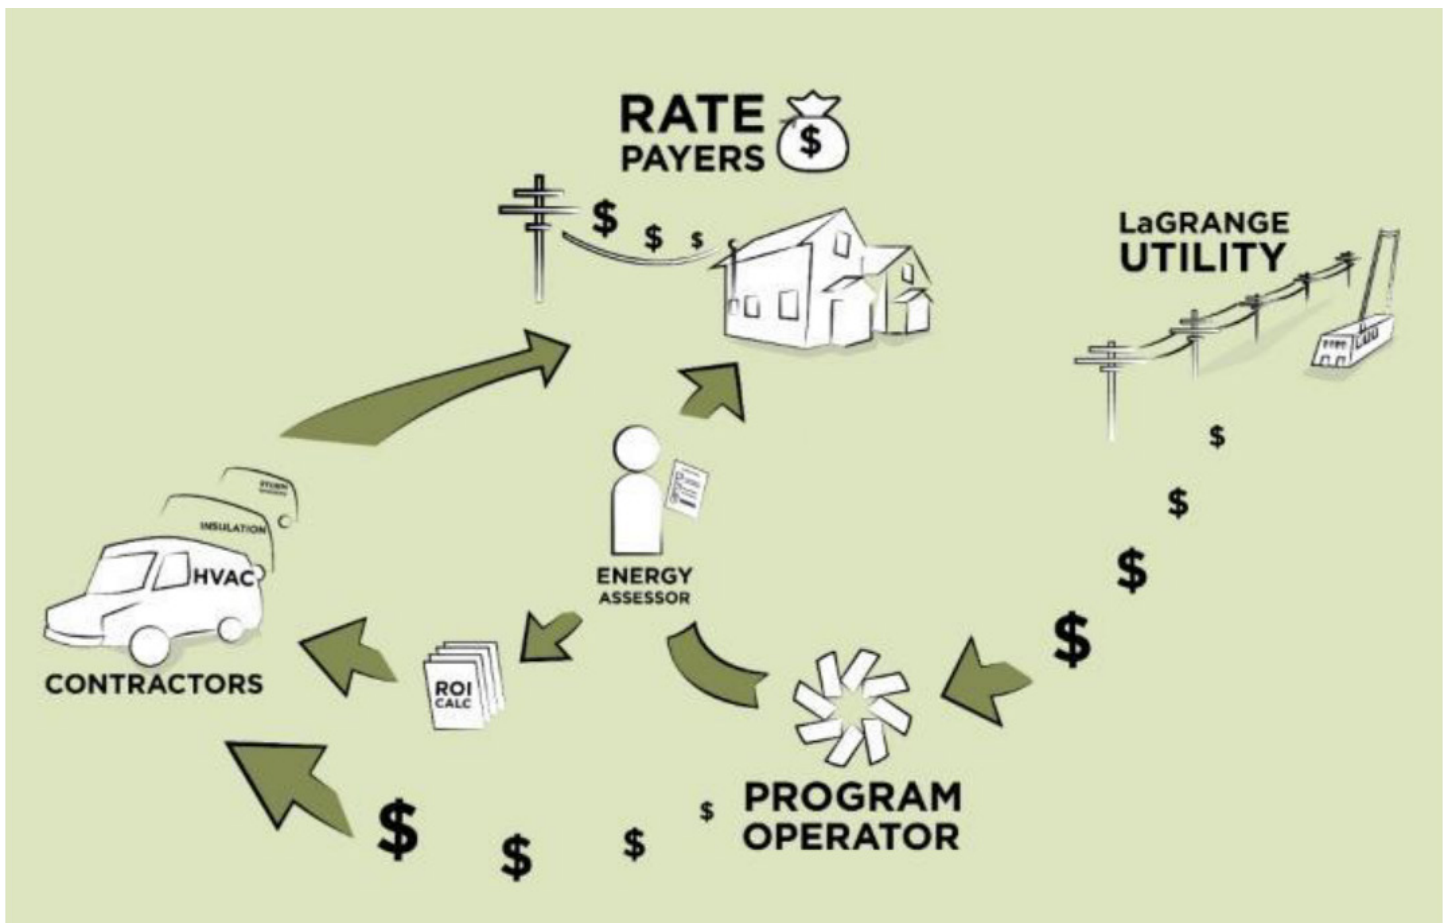 RATE
PAYERS
$
$ $ $
LaGRANGE
UTILITY
$
$
$
$
INSULATION
HVAC
CONTRACTORS
ENERGY
ASSESSOR
ROI
CALC
PROGRAM
OPERATOR
$ $ $ $